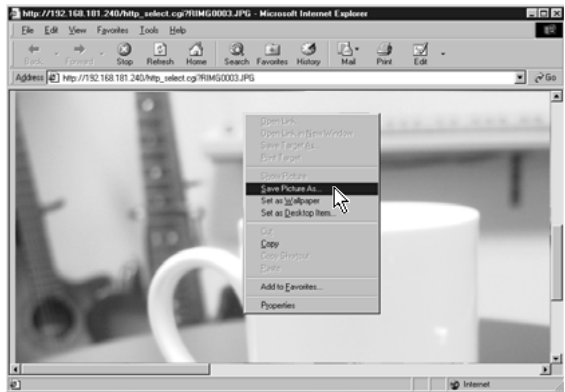 http://192.168.181.240/http_select.cgi?RIMG0003.JPG - Microsoft Internet Explorer
File Edit View Favorites Tools Help
Back Forward Stop Refresh Home Search Favorites History Mail Print Edit
Address http://192.168.181.240/http_select.cgi?RIMG0003.JPG Go
Open Link
Open Link in New Window
Save Target As...
Print Target
Show Picture
Save Picture As...
Set as Wallpaper
Set as Desktop Item...
Cut
Copy
Copy Shortcut
Paste
Add to Favorites...
Properties
Internet